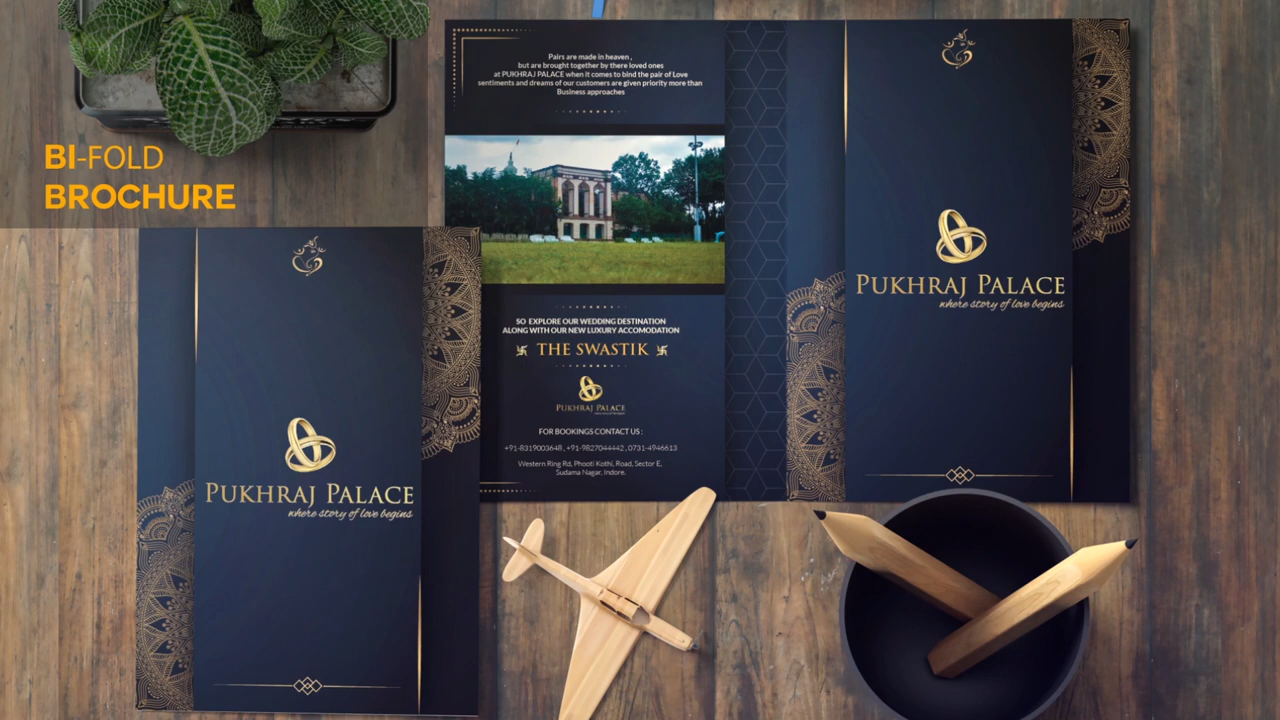 BI-FOLD
BROCHURE
Pairs are made in heaven ,
but are brought together by there loved ones
at PUKHRAJ PALACE when it comes to bind the pair of Love
sentiments and dreams of our customers are given priority more than
Business approaches
SO EXPLORE OUR WEDDING DESTINATION
ALONG WITH OUR NEW LUXURY ACCOMODATION
THE SWASTIK
PUKHRAJ PALACE
FOR BOOKINGS CONTACT US :
+91-8319003648 , +91-9827044442 , 0731-4946613
Western Ring Rd, Phooti Kothi, Road, Sector E,
Sudama Nagar, Indore.
PUKHRAJ PALACE
where story of love begins
PUKHRAJ PALACE
where story of love begins